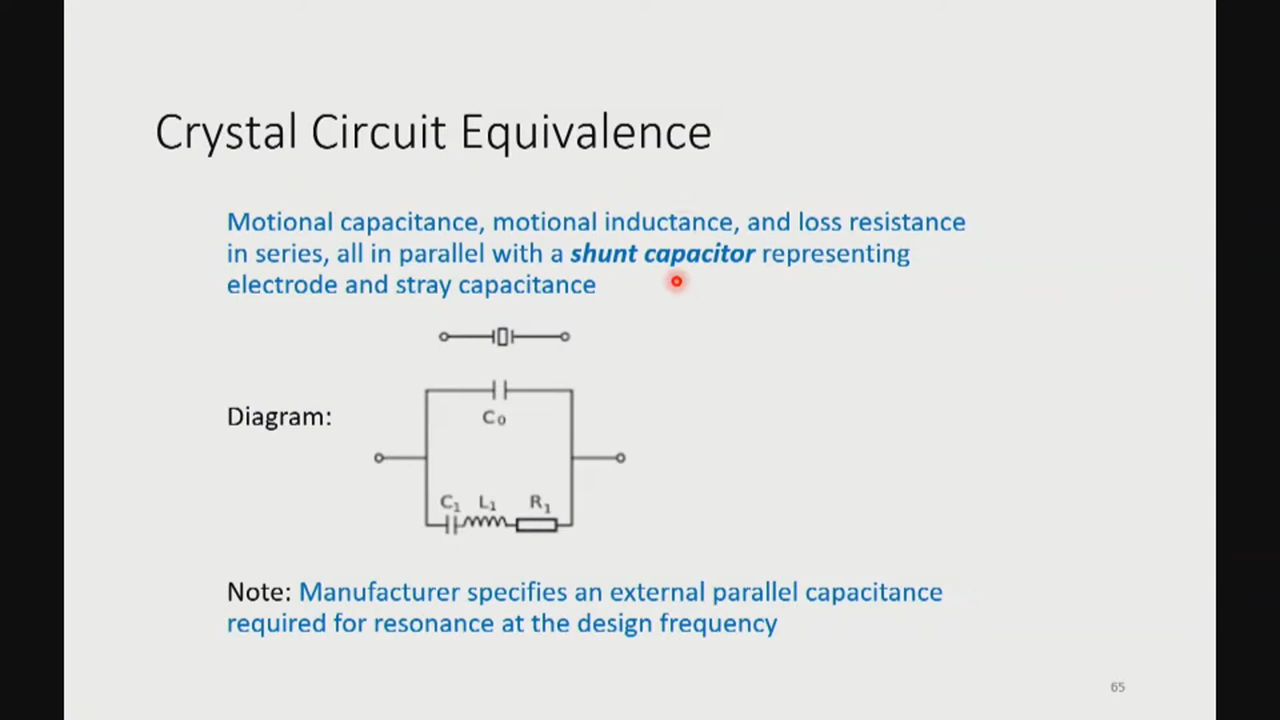 Crystal Circuit Equivalence
Motional capacitance, motional inductance, and loss resistance
in series, all in parallel with a shunt capacitor representing
electrode and stray capacitance
Diagram:
C0
C1 L1 R1
Note: Manufacturer specifies an external parallel capacitance
required for resonance at the design frequency
65